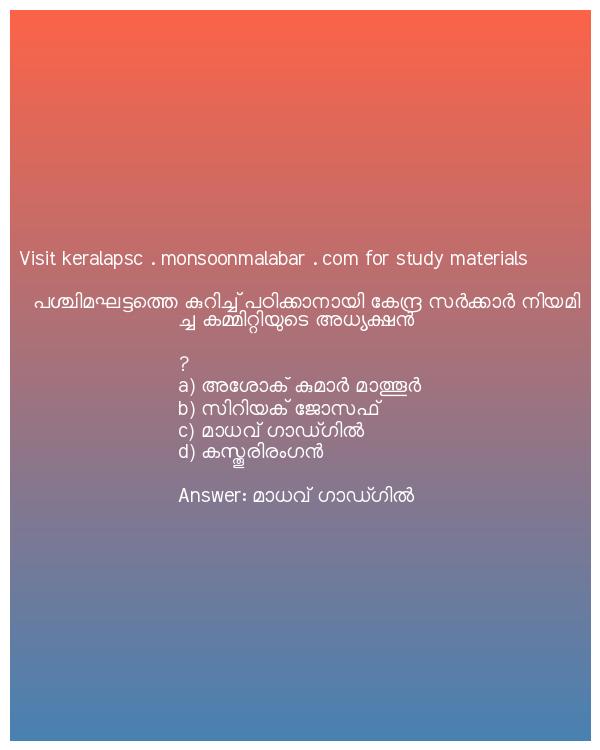 Visit keralapsc . monsoonmalabar . com for study materials
പശ്ചിമഘട്ടത്തെ കുറിച്ച് പഠിക്കാനായി കേന്ദ്ര സർക്കാർ നിയമി
ച്ച കമ്മിറ്റിയുടെ അധ്യക്ഷൻ
?
a) അശോക് കുമാർ മാത്തൂർ
b) സിറിയക് ജോസഫ്
c) മാധവ് ഗാഡ്ഗിൽ
d) കസ്തൂരിരംഗൻ
Answer: മാധവ് ഗാഡ്ഗിൽ